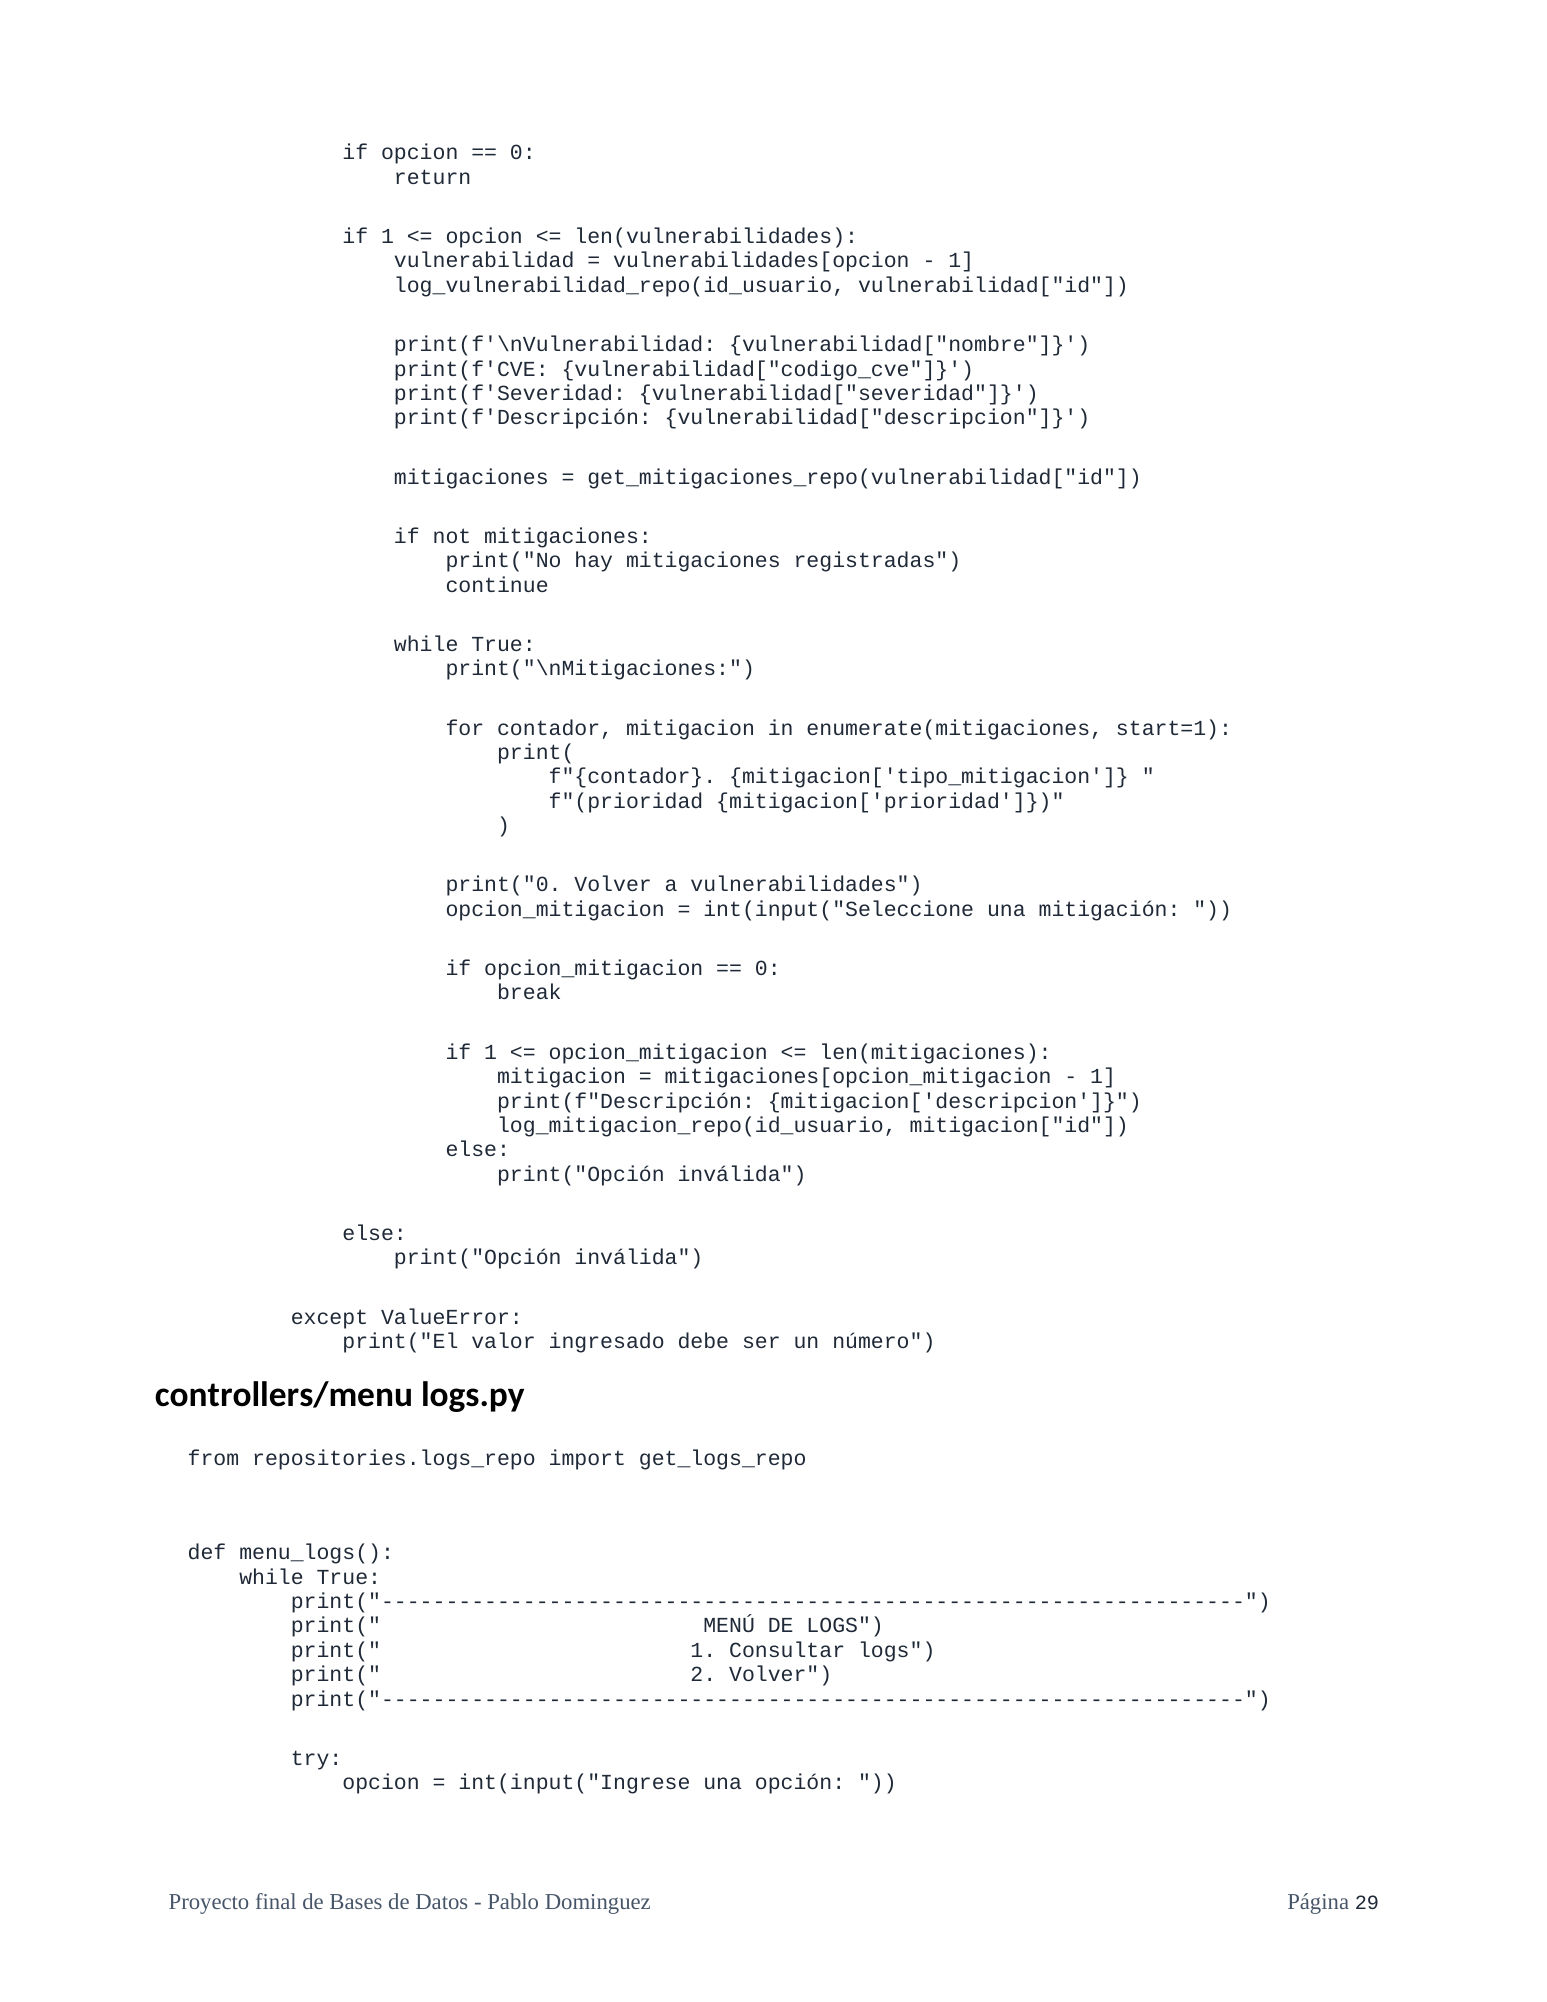 if opcion == 0:
                return

            if 1 <= opcion <= len(vulnerabilidades):
                vulnerabilidad = vulnerabilidades[opcion - 1]
                log_vulnerabilidad_repo(id_usuario, vulnerabilidad["id"])

                print(f'\nVulnerabilidad: {vulnerabilidad["nombre"]}')
                print(f'CVE: {vulnerabilidad["codigo_cve"]}')
                print(f'Severidad: {vulnerabilidad["severidad"]}')
                print(f'Descripción: {vulnerabilidad["descripcion"]}')

                mitigaciones = get_mitigaciones_repo(vulnerabilidad["id"])

                if not mitigaciones:
                    print("No hay mitigaciones registradas")
                    continue

                while True:
                    print("\nMitigaciones:")

                    for contador, mitigacion in enumerate(mitigaciones, start=1):
                        print(
                            f"{contador}. {mitigacion['tipo_mitigacion']} "
                            f"(prioridad {mitigacion['prioridad']})"
                        )

                    print("0. Volver a vulnerabilidades")
                    opcion_mitigacion = int(input("Seleccione una mitigación: "))

                    if opcion_mitigacion == 0:
                        break

                    if 1 <= opcion_mitigacion <= len(mitigaciones):
                        mitigacion = mitigaciones[opcion_mitigacion - 1]
                        print(f"Descripción: {mitigacion['descripcion']}")
                        log_mitigacion_repo(id_usuario, mitigacion["id"])
                    else:
                        print("Opción inválida")

            else:
                print("Opción inválida")

        except ValueError:
            print("El valor ingresado debe ser un número")
controllers/menu logs.py
from repositories.logs_repo import get_logs_repo

def menu_logs():
    while True:
        print("-------------------------------------------------------------------")
        print("                         MENÚ DE LOGS")
        print("                        1. Consultar logs")
        print("                        2. Volver")
        print("-------------------------------------------------------------------")

        try:
            opcion = int(input("Ingrese una opción: "))
Proyecto final de Bases de Datos - Pablo Dominguez Página 29